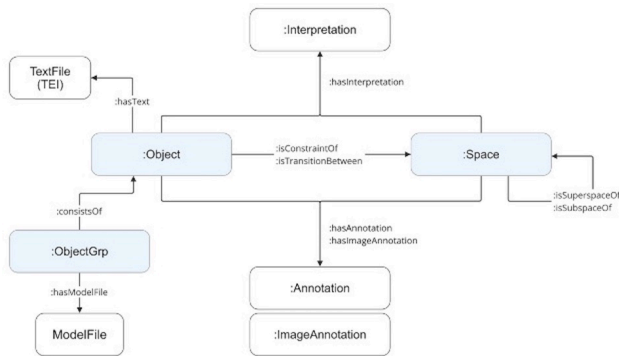 :Interpretation
TextFile
(TEI)
:hasInterpretation
:hasText
:Object
:isConstraintOf
:isTransitionBetween
:Space
:isSuperspaceOf
:isSubspaceOf
:consistsOf
:hasAnnotation
:hasImageAnnotation
:ObjectGrp
:hasModelFile
:Annotation
ModelFile
:ImageAnnotation